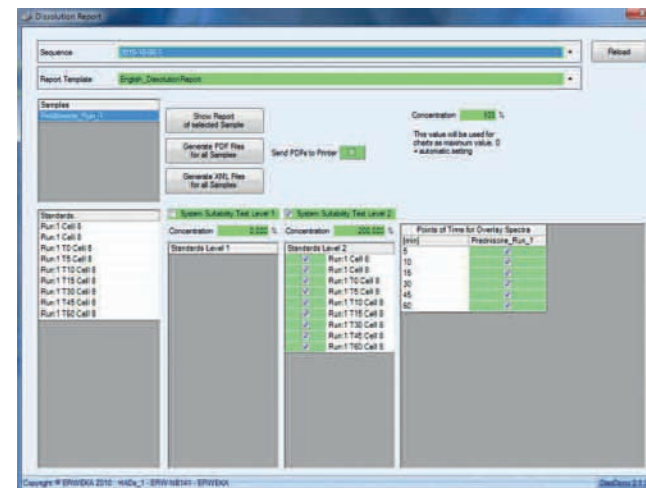 Dissolution Report
Sequence
Reload
Report Template
English_Dissolution Report
Samples
Prednisone_Run_1
Show Report
of selected Sample
Generate PDF files
for all Samples
Send PDFs to Printer
Generate XML Files
for all Samples
Concentration 100 %
This value will be used for
charts as maximum value. 0
= automatic setting
Standards
Run:1 Cell 8
Run:1 Cell 8
Run:1 T0 Cell 8
Run:1 T5 Cell 8
Run:1 T10 Cell 8
Run:1 T15 Cell 8
Run:1 T30 Cell 8
Run:1 T45 Cell 8
Run:1 T60 Cell 8
System Suitability Test Level 1
Concentration 0,000 %
Standards Level 1
System Suitability Test Level 2
Concentration 200,000 %
Standards Level 2
Run:1 Cell 8
Run:1 Cell 8
Run:1 T0 Cell 8
Run:1 T5 Cell 8
Run:1 T10 Cell 8
Run:1 T15 Cell 8
Run:1 T30 Cell 8
Run:1 T45 Cell 8
Run:1 T60 Cell 8
Points of Time for Overlay Spectra
[min] Prednisone_Run_1
5
10
15
30
45
60
Copyright © ERWEKA 2010 : HADe_1 - ERW-NB141 - ERWEKA